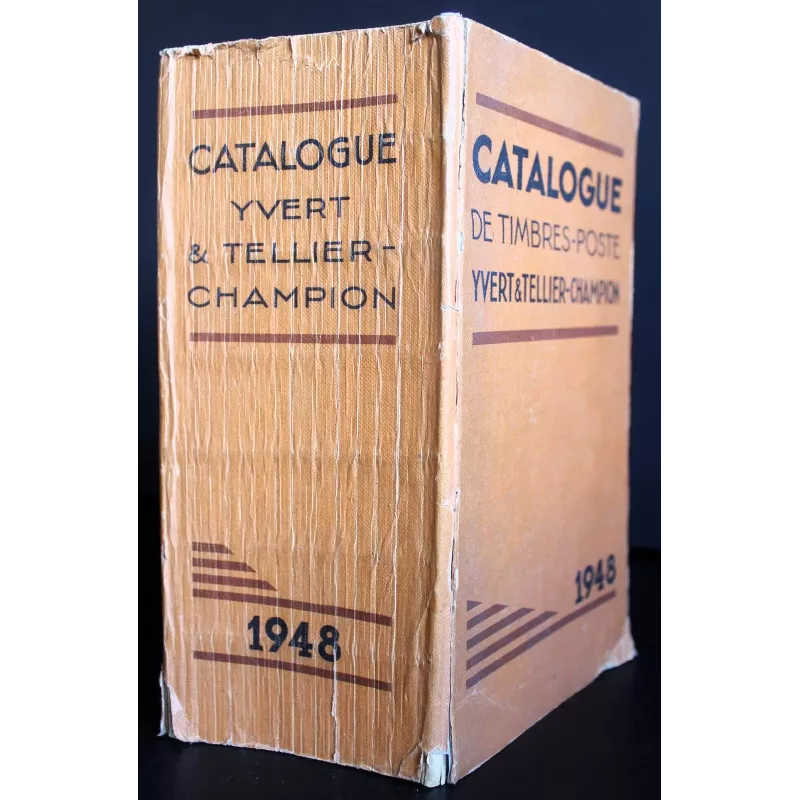 CATALOGUE
YVERT
& TELLIER-
CHAMPION
1948
CATALOGUE
DE TIMBRES-POSTE
YVERT&TELLIER-CHAMPION
1948